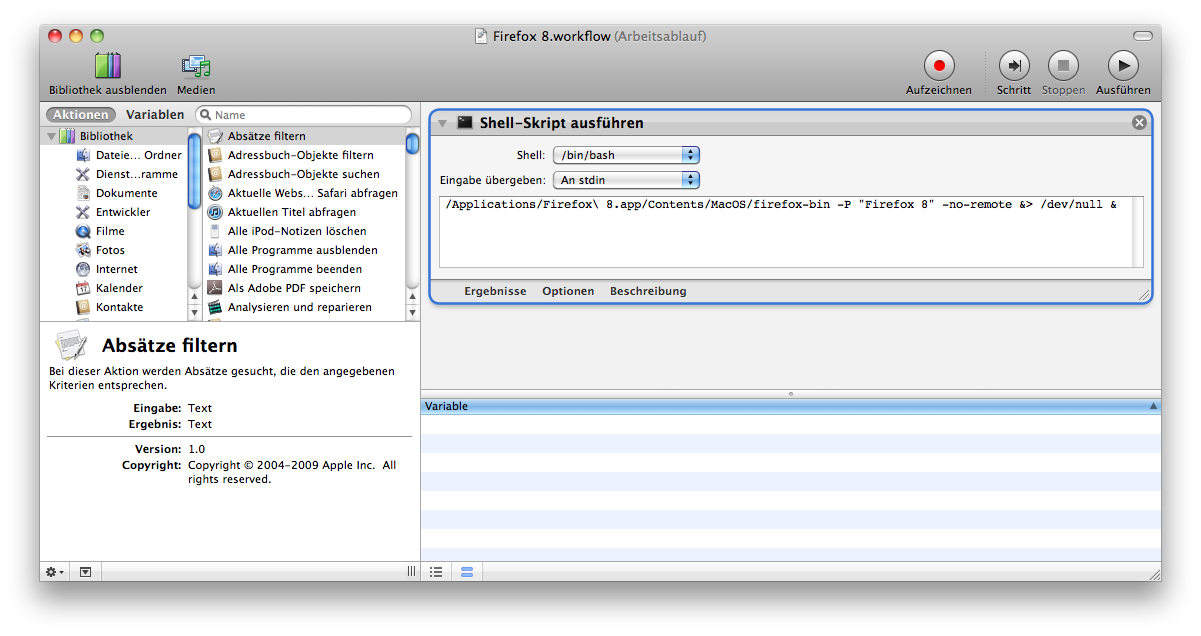 Firefox 8.workflow (Arbeitsablauf)
Bibliothek ausblenden
Medien
Aufzeichnen
Schritt
Stoppen
Ausführen
Aktionen
Variablen
Name
Bibliothek
Dateie... Ordner
Dienst...ramme
Dokumente
Entwickler
Filme
Fotos
Internet
Kalender
Kontakte
Absätze filtern
Adressbuch-Objekte filtern
Adressbuch-Objekte suchen
Aktuelle Webs... Safari abfragen
Aktuellen Titel abfragen
Alle iPod-Notizen löschen
Alle Programme ausblenden
Alle Programme beenden
Als Adobe PDF speichern
Analysieren und reparieren
Absätze filtern
Bei dieser Aktion werden Absätze gesucht, die den angegebenen
Kriterien entsprechen.
Eingabe: Text
Ergebnis: Text
Version: 1.0
Copyright: Copyright © 2004–2009 Apple Inc. All
rights reserved.
Shell-Skript ausführen
Shell: /bin/bash
Eingabe übergeben: An stdin
/Applications/Firefox\ 8.app/Contents/MacOS/firefox-bin -P "Firefox 8" -no-remote &> /dev/null &
Ergebnisse
Optionen
Beschreibung
Variable